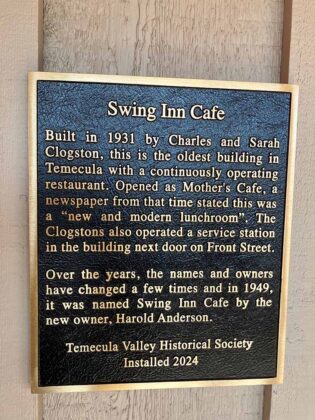 Swing Inn Cafe
Built in 1931 by Charles and Sarah
Clogston, this is the oldest building in
Temecula with a continuously operating
restaurant. Opened as Mother's Cafe, a
newspaper from that time stated this was
a “new and modern lunchroom”. The
Clogstons also operated a service station
in the building next door on Front Street.
Over the years, the names and owners
have changed a few times and in 1949,
it was named Swing Inn Cafe by the
new owner, Harold Anderson.
Temecula Valley Historical Society
Installed 2024